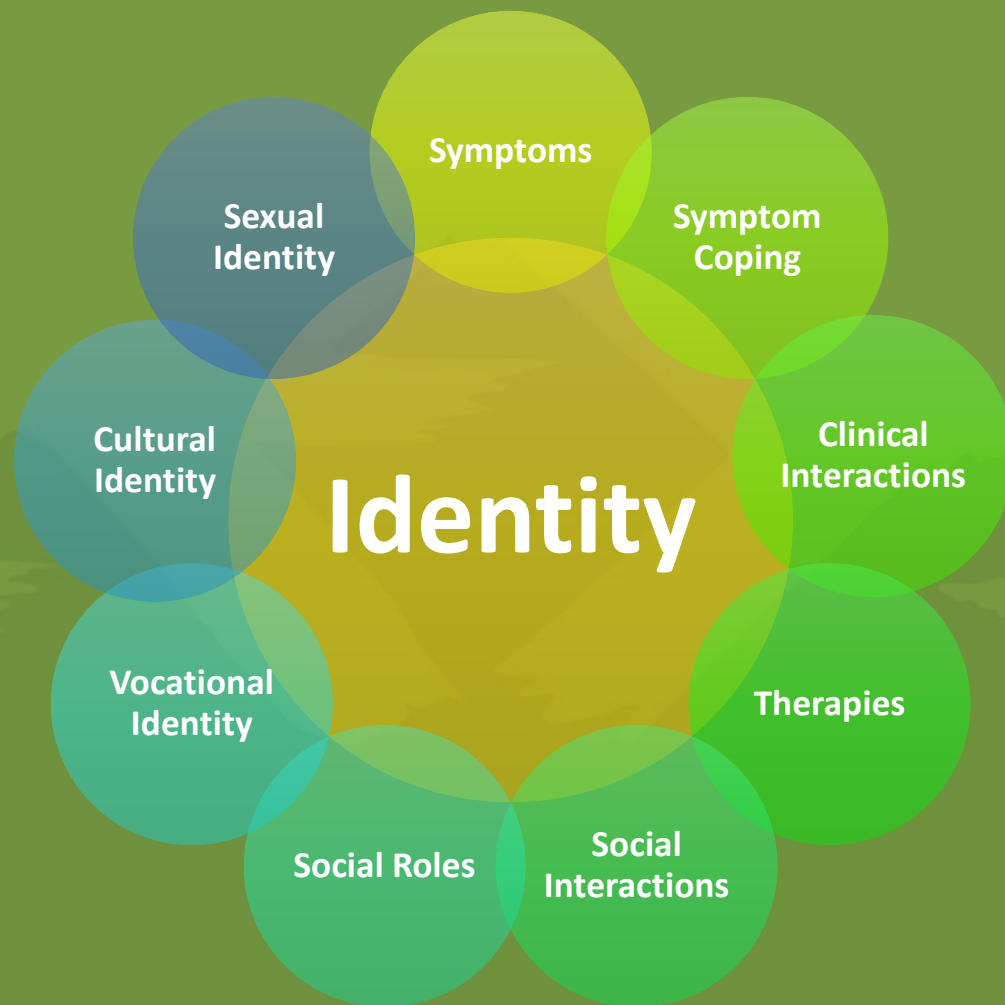 Symptoms
Symptom
Coping
Clinical
Interactions
Therapies
Social
Interactions
Social Roles
Vocational
Identity
Cultural
Identity
Sexual
Identity
Identity